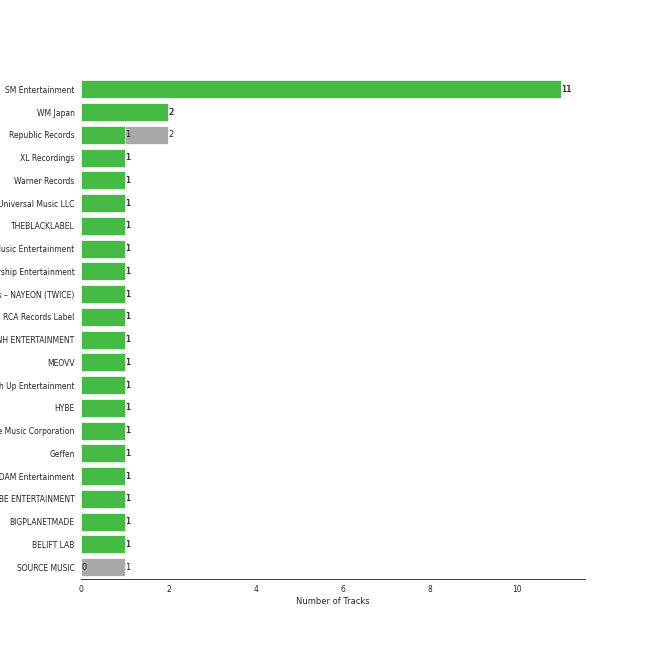 SM Entertainment 11
WM Japan 2
Republic Records 1 2
XL Recordings 1
Warner Records 1
Universal Music LLC 1
THEBLACKLABEL 1
Music Entertainment 1
rship Entertainment 1
s – NAYEON (TWICE) 1
RCA Records Label 1
NH ENTERTAINMENT 1
MEOVV 1
h Up Entertainment 1
HYBE 1
e Music Corporation 1
Geffen 1
DAM Entertainment 1
BE ENTERTAINMENT 1
BIGPLANETMADE 1
BELIFT LAB 1
SOURCE MUSIC 0 1
0 2 4 6 8 10
Number of Tracks